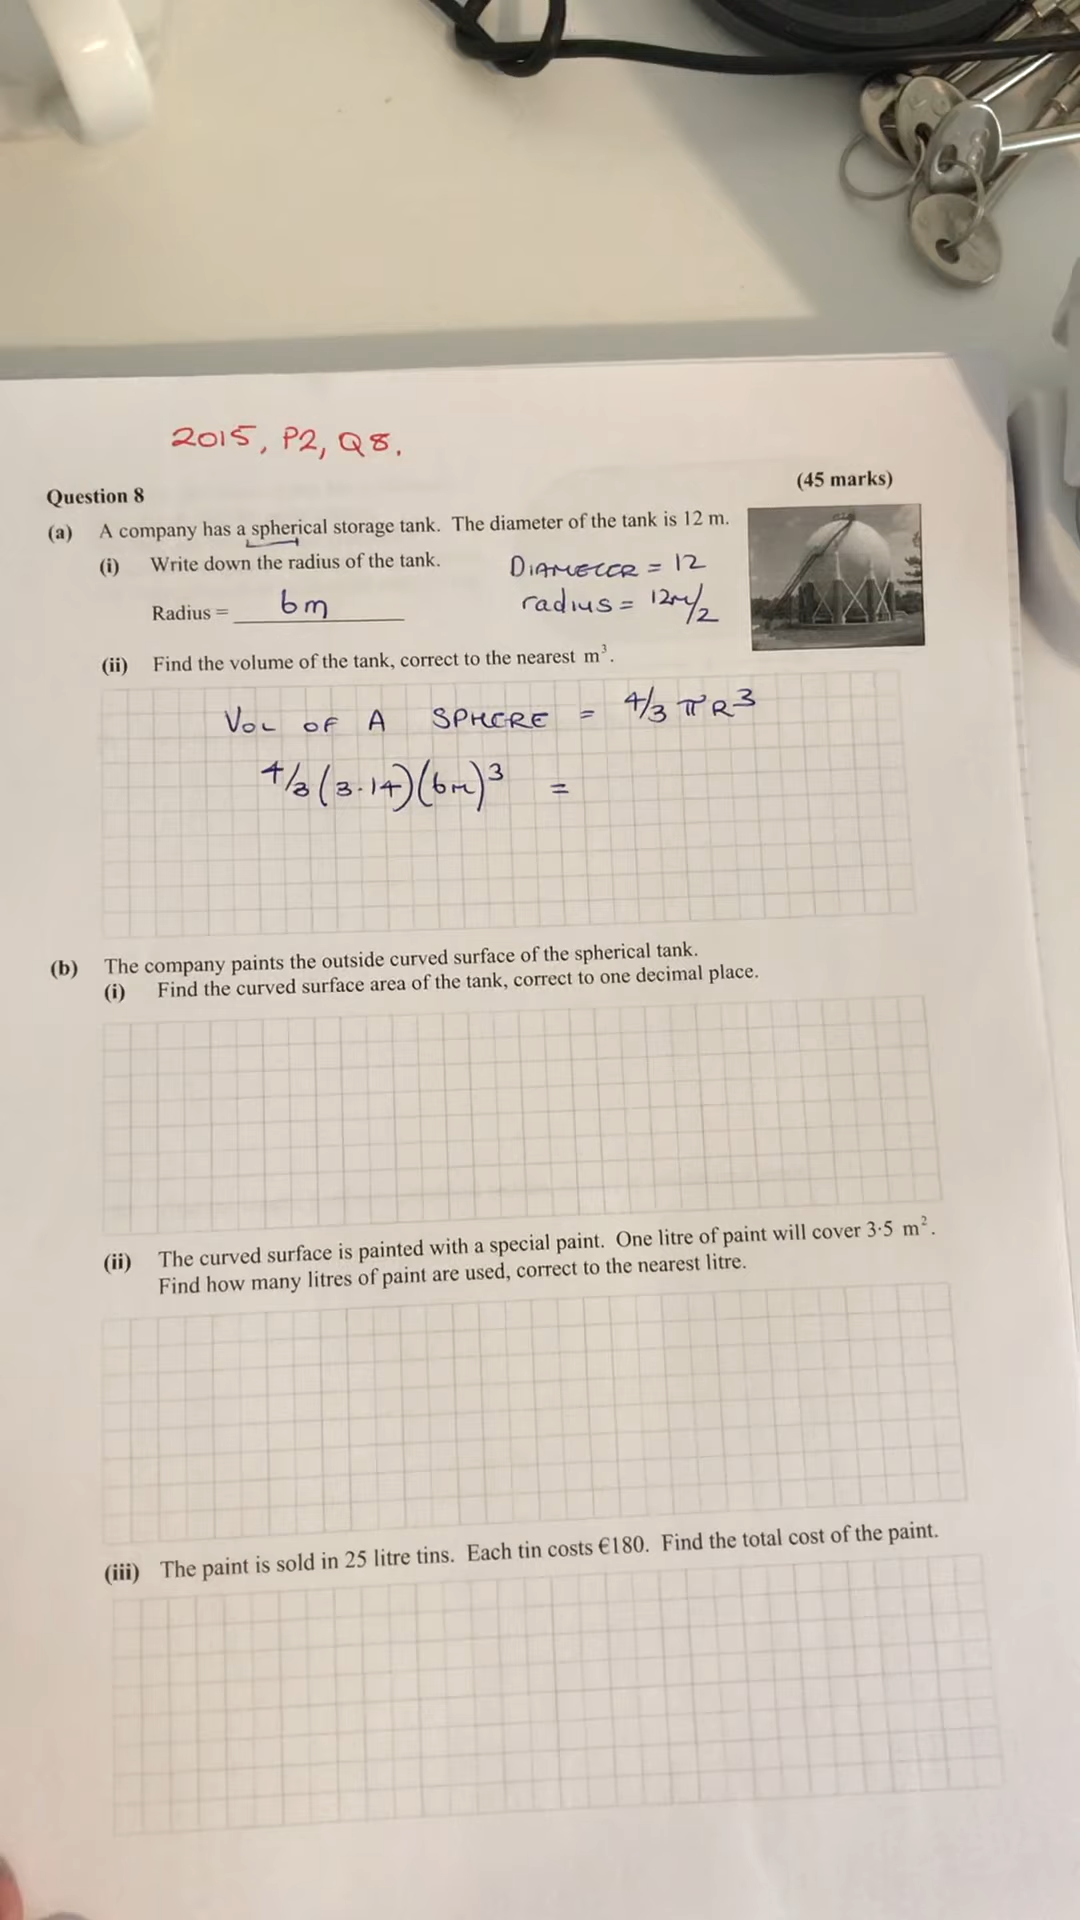 2015, P2, Q8.
Question 8
(45 marks)
(a) A company has a spherical storage tank. The diameter of the tank is 12 m.
(i) Write down the radius of the tank.
DIAMETER = 12
Radius = 6m
radius = 12m/2
(ii) Find the volume of the tank, correct to the nearest m³.
VOL OF A SPHERE = 4/3 πR³
4/3 (3.14)(6m)³ =
(b) The company paints the outside curved surface of the spherical tank.
(i) Find the curved surface area of the tank, correct to one decimal place.
(ii) The curved surface is painted with a special paint. One litre of paint will cover 3·5 m².
Find how many litres of paint are used, correct to the nearest litre.
(iii) The paint is sold in 25 litre tins. Each tin costs €180. Find the total cost of the paint.